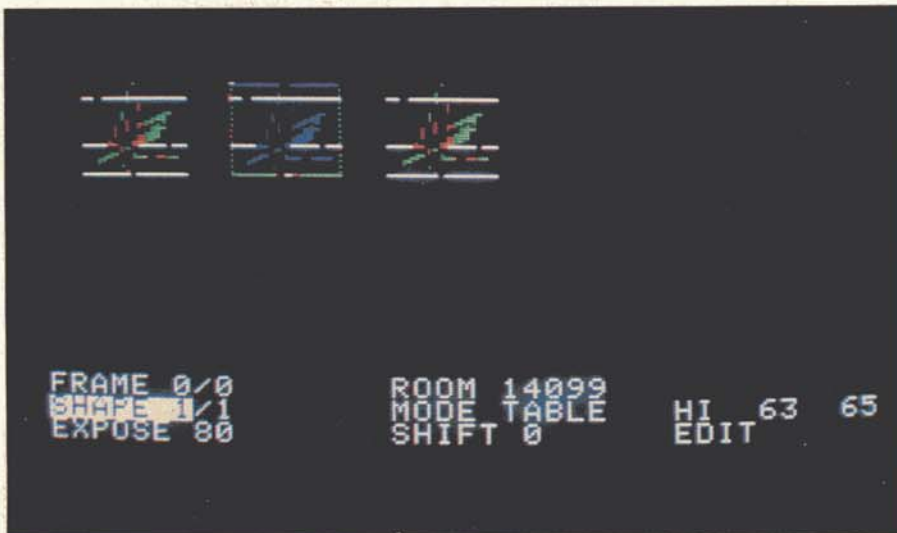 FRAME 0/0
SHAPE 1/1
EXPOSE 80
ROOM 14099
MODE TABLE
SHIFT 0
HI 63 65
EDIT